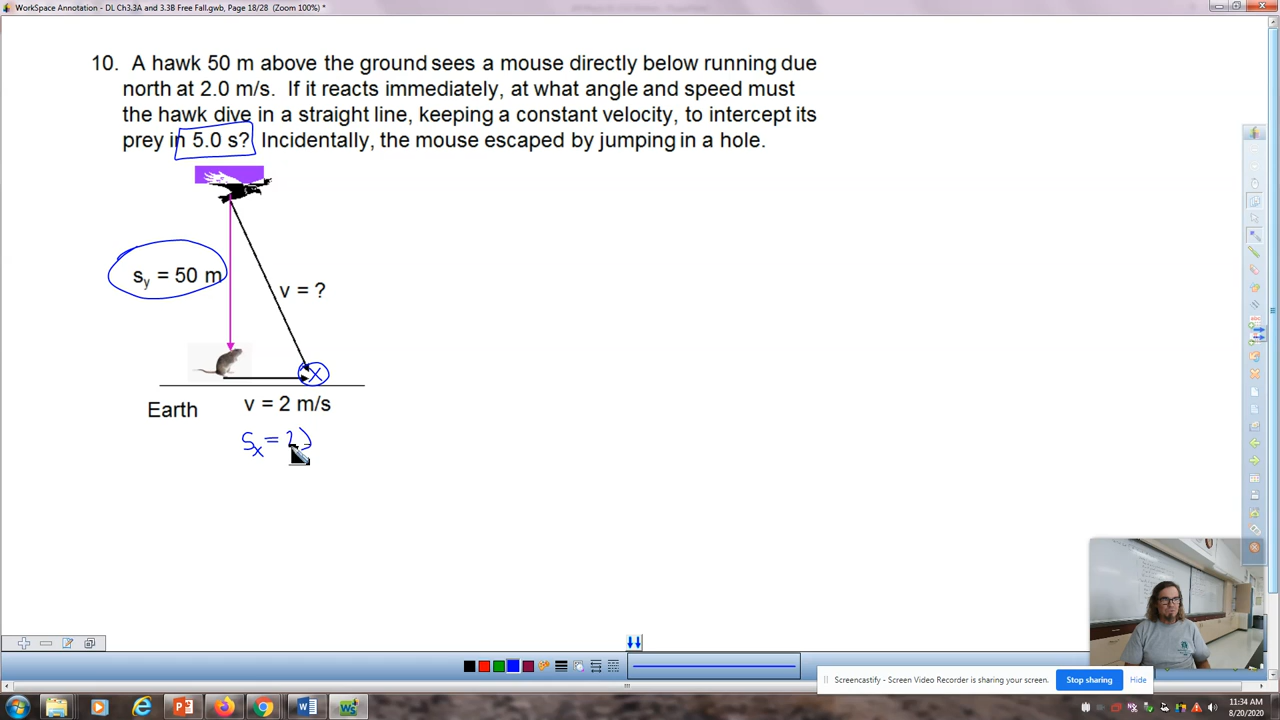 WorkSpace Annotation - DL Ch3.3A and 3.3B Free Fall.gwb, Page 18/28 (Zoom 100%) *
10. A hawk 50 m above the ground sees a mouse directly below running due
north at 2.0 m/s. If it reacts immediately, at what angle and speed must
the hawk dive in a straight line, keeping a constant velocity, to intercept its
prey in 5.0 s? Incidentally, the mouse escaped by jumping in a hole.
sy = 50 m
v = ?
x
Earth
v = 2 m/s
Sx = 2
Screencastify - Screen Video Recorder is sharing your screen.
Stop sharing
Hide
11:34 AM
8/20/2020